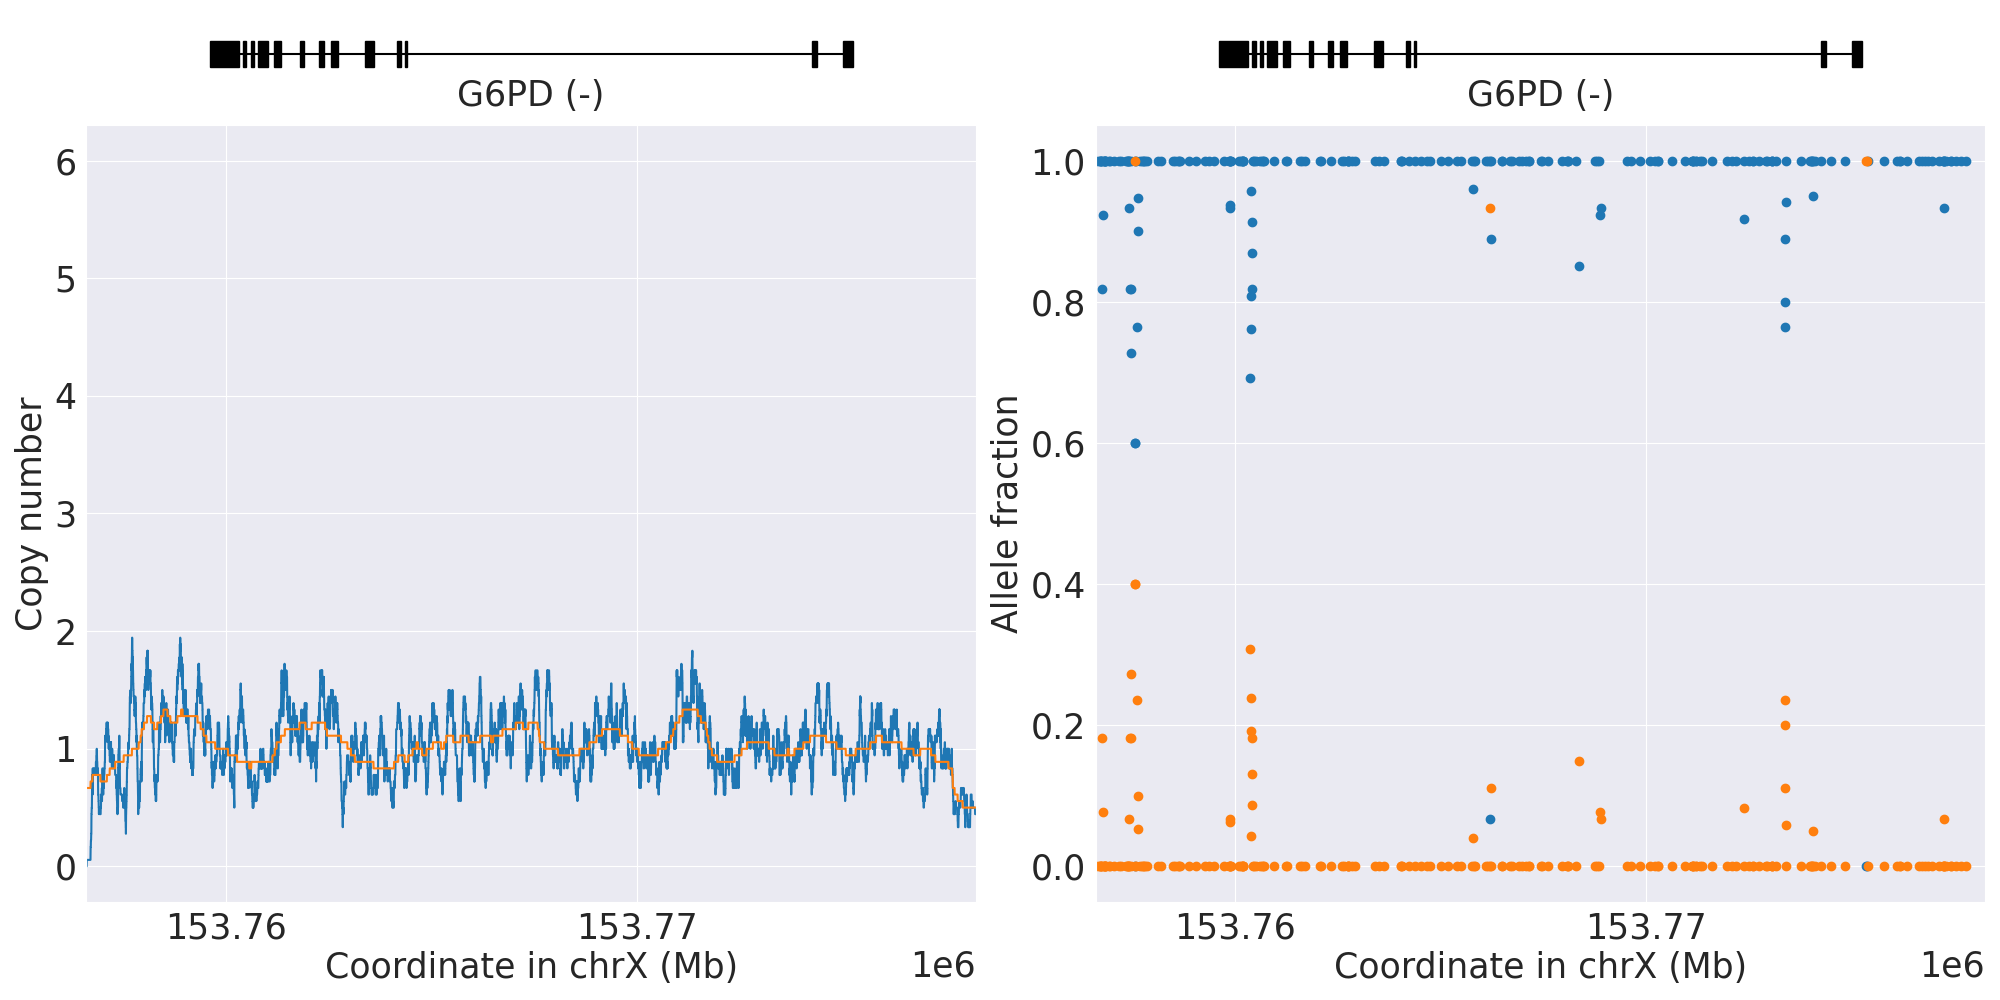 G6PD (-)
G6PD (-)
6
5
4
3
2
1
0
Copy number
153.76
153.77
Coordinate in chrX (Mb)
1e6
1.0
0.8
0.6
0.4
0.2
0.0
Allele fraction
153.76
153.77
Coordinate in chrX (Mb)
1e6